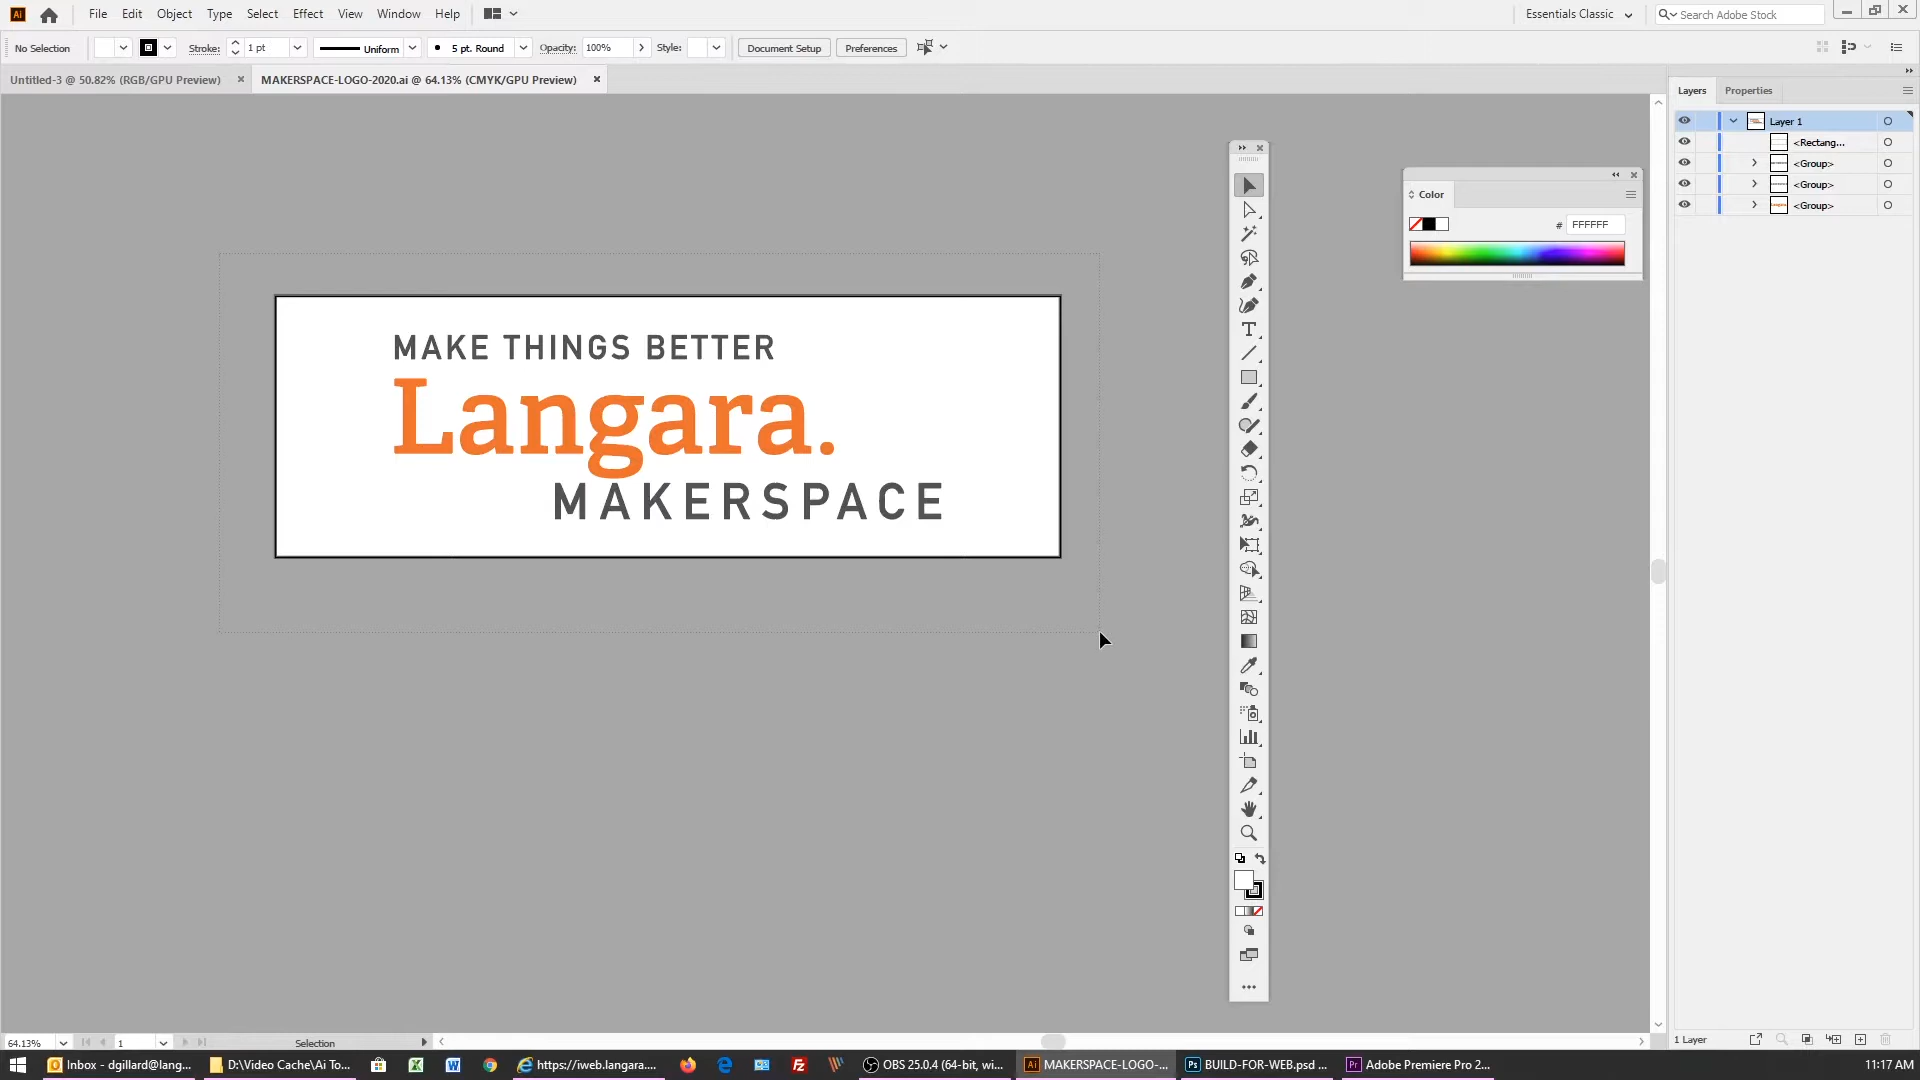 File Edit Object Type Select Effect View Window Help Essentials Classic Search Adobe Stock
No Selection Stroke: 1 pt Uniform 5 pt. Round Opacity: 100% Style: Document Setup Preferences
Untitled-3 @ 50.82% (RGB/GPU Preview) × MAKERSPACE-LOGO-2020.ai @ 64.13% (CMYK/GPU Preview) ×
Layers Properties
Layer 1
<Rectang...
<Group>
<Group>
<Group>
Color
# FFFFFF
MAKE THINGS BETTER
Langara.
MAKERSPACE
64.13% 1 Selection
1 Layer
Inbox - dgillard@lang... D:\Video Cache\Ai To... https://iweb.langara.... OBS 25.0.4 (64-bit, wi... MAKERSPACE-LOGO-... BUILD-FOR-WEB.psd ... Adobe Premiere Pro 2... 11:17 AM